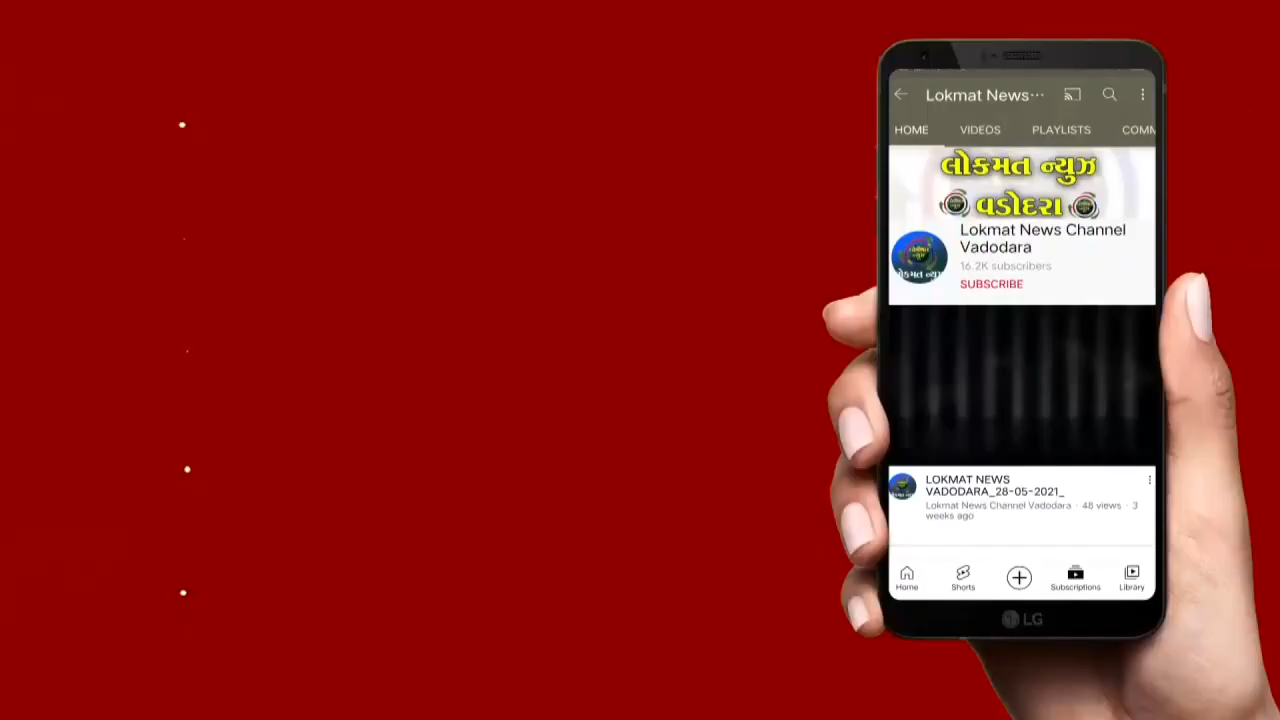 Lokmat News···
HOME VIDEOS PLAYLISTS COMM
લોકમત ન્યુઝ
વડોદરા
Lokmat News Channel
Vadodara
16.2K subscribers
SUBSCRIBE
લોકમત ન્યુઝ
LOKMAT NEWS
VADODARA_28-05-2021_
Lokmat News Channel Vadodara · 48 views · 3
weeks ago
Home Shorts Subscriptions Library
LG